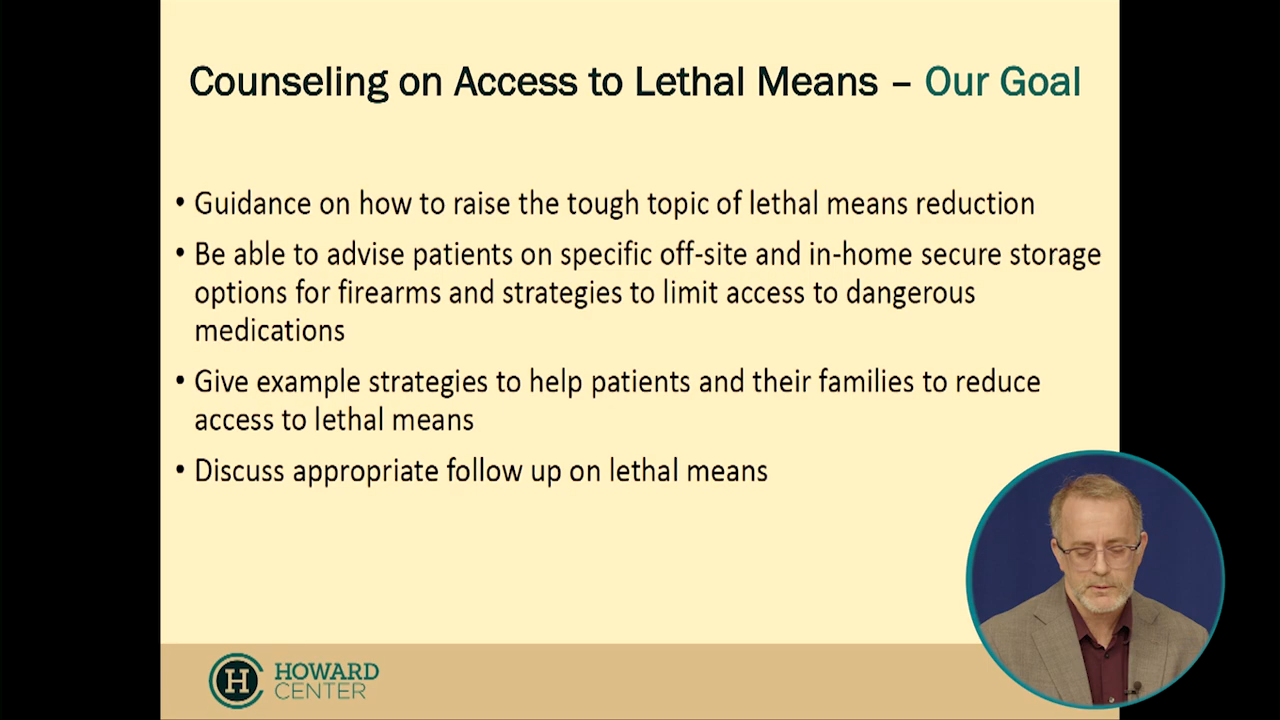 Counseling on Access to Lethal Means – Our Goal
• Guidance on how to raise the tough topic of lethal means reduction
• Be able to advise patients on specific off-site and in-home secure storage
options for firearms and strategies to limit access to dangerous
medications
• Give example strategies to help patients and their families to reduce
access to lethal means
• Discuss appropriate follow up on lethal means
H
HOWARD
CENTER